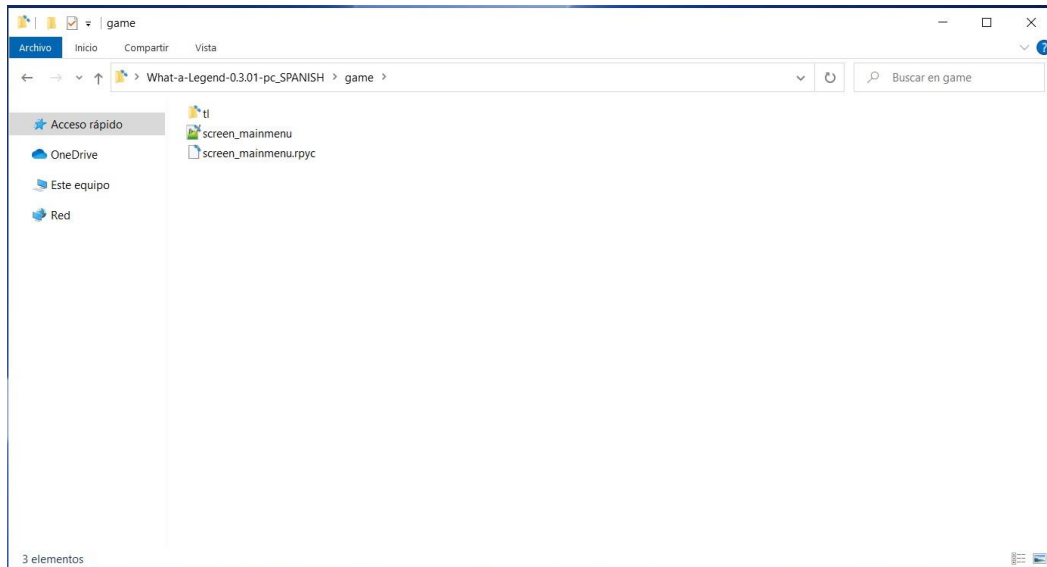 game
Archivo Inicio Compartir Vista
What-a-Legend-0.3.01-pc_SPANISH > game >
Buscar en game
Acceso rápido
OneDrive
Este equipo
Red
tl
screen_mainmenu
screen_mainmenu.rpyc
3 elementos